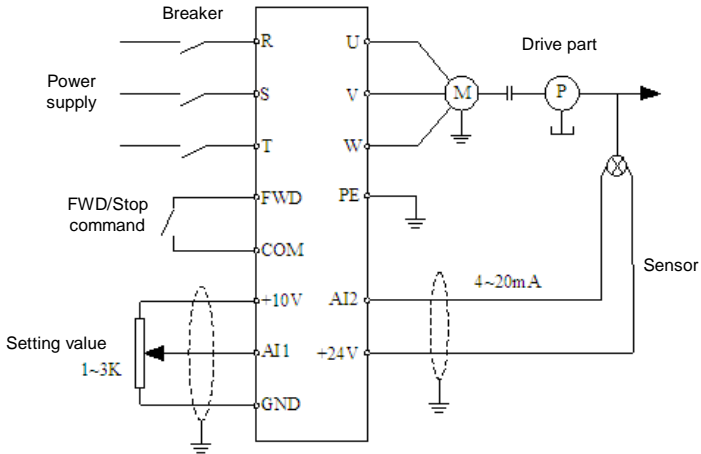 Breaker
R
U
Drive part
Power
supply
S
V
M
P
T
W
FWD/Stop
command
FWD
PE
COM
Sensor
4~20mA
+10V
AI2
Setting value
1~3K
AI1
+24V
GND